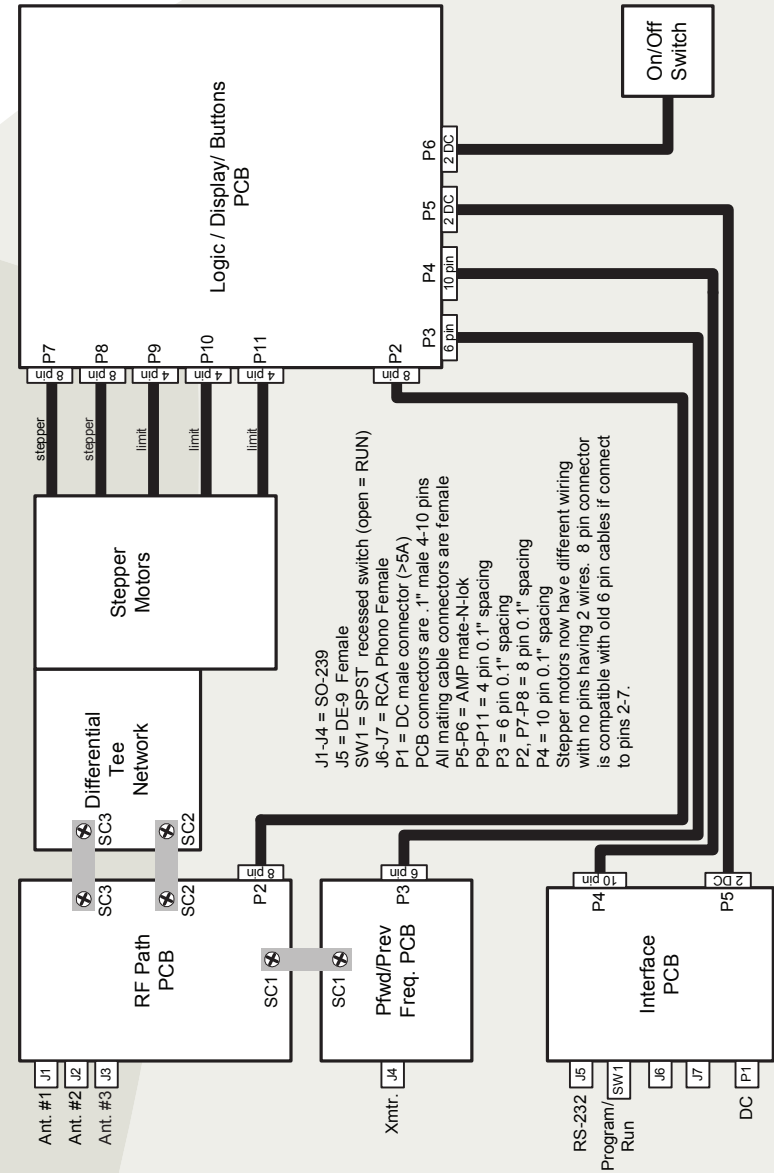 Ant. #1
J1
Ant. #2
J2
Ant. #3
J3
RF Path
PCB
SC3
SC2
SC3
SC2
SC1
P2
8 pin
Differential
Tee
Network
Stepper
Motors
stepper
stepper
limit
limit
limit
8 pin
P7
8 pin
P8
4 pin
P9
4 pin
P10
4 pin
P11
8 pin
P2
Logic / Display/ Buttons
PCB
P3
6 pin
P4
10 pin
P5
2 DC
P6
2 DC
On/Off
Switch
Xmtr.
J4
SC1
Pfwd/Prev
Freq. PCB
P3
6 pin
J1-J4 = SO-239
J5 = DE-9 Female
SW1 = SPST recessed switch (open = RUN)
J6-J7 = RCA Phono Female
P1 = DC male connector (>5A)
PCB connectors are .1" male 4-10 pins
All mating cable connectors are female
P5-P6 = AMP mate-N-lok
P9-P11 = 4 pin 0.1" spacing
P3 = 6 pin 0.1" spacing
P2, P7-P8 = 8 pin 0.1" spacing
P4 = 10 pin 0.1" spacing
Stepper motors now have different wiring
with no pins having 2 wires. 8 pin connector
is compatible with old 6 pin cables if connect
to pins 2-7.
RS-232
J5
Program/
Run
SW1
J6
J7
DC
P1
Interface
PCB
P4
10 pin
P5
2 DC